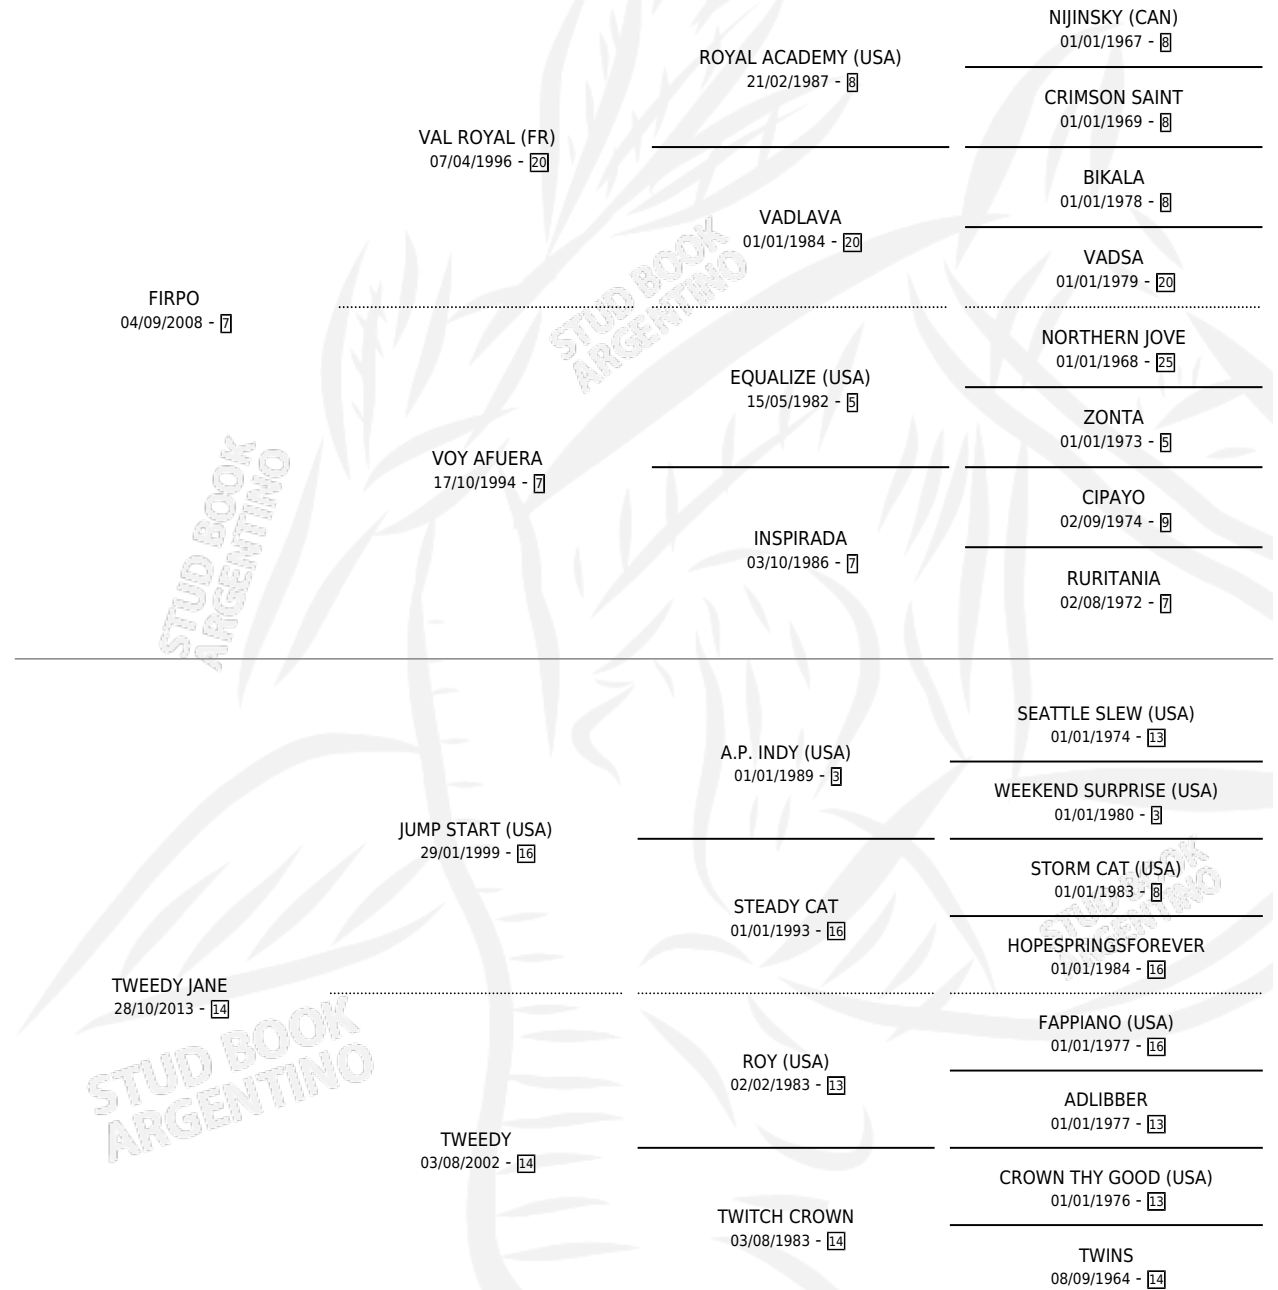 NIJINSKY (CAN)
01/01/1967 - 8
ROYAL ACADEMY (USA)
21/02/1987 - 8
CRIMSON SAINT
01/01/1969 - 8
VAL ROYAL (FR)
07/04/1996 - 20
BIKALA
01/01/1978 - 8
VADLAVA
01/01/1984 - 20
VADSA
01/01/1979 - 20
FIRPO
04/09/2008 - 7
STUD BOOK
ARGENTINO
NORTHERN JOVE
01/01/1968 - 25
EQUALIZE (USA)
15/05/1982 - 5
ZONTA
01/01/1973 - 5
VOY AFUERA
17/10/1994 - 7
CIPAYO
02/09/1974 - 9
INSPIRADA
03/10/1986 - 7
RURITANIA
02/08/1972 - 7
STUD BOOK
ARGENTINO
SEATTLE SLEW (USA)
01/01/1974 - 13
A.P. INDY (USA)
01/01/1989 - 3
WEEKEND SURPRISE (USA)
01/01/1980 - 3
JUMP START (USA)
29/01/1999 - 16
STORM CAT (USA)
01/01/1983 - 8
STUD BOOK
ARGENTINO
STEADY CAT
01/01/1993 - 16
HOPESPRINGSFOREVER
01/01/1984 - 16
TWEEDY JANE
28/10/2013 - 14
STUD BOOK
ARGENTINO
FAPPIANO (USA)
01/01/1977 - 16
ROY (USA)
02/02/1983 - 13
ADLIBBER
01/01/1977 - 13
TWEEDY
03/08/2002 - 14
CROWN THY GOOD (USA)
01/01/1976 - 13
TWITCH CROWN
03/08/1983 - 14
TWINS
08/09/1964 - 14